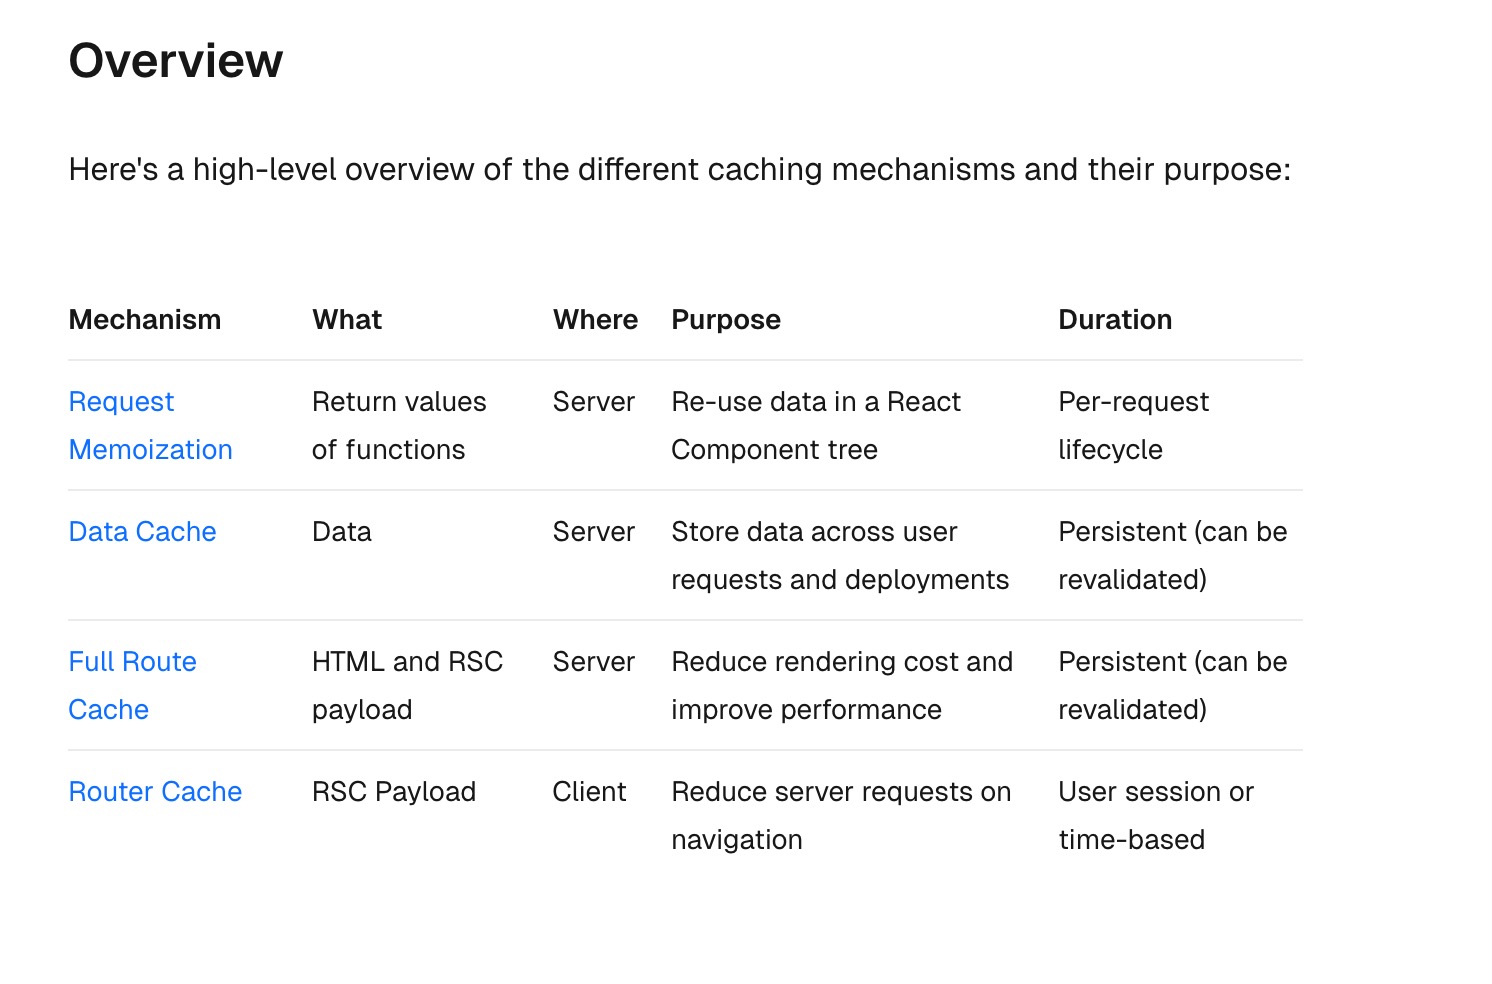 Overview
Here's a high-level overview of the different caching mechanisms and their purpose:
Mechanism What Where Purpose Duration
Request Return values Server Re-use data in a React Per-request
Memoization of functions Component tree lifecycle
Data Cache Data Server Store data across user Persistent (can be
requests and deployments revalidated)
Full Route HTML and RSC Server Reduce rendering cost and Persistent (can be
Cache payload improve performance revalidated)
Router Cache RSC Payload Client Reduce server requests on User session or
navigation time-based